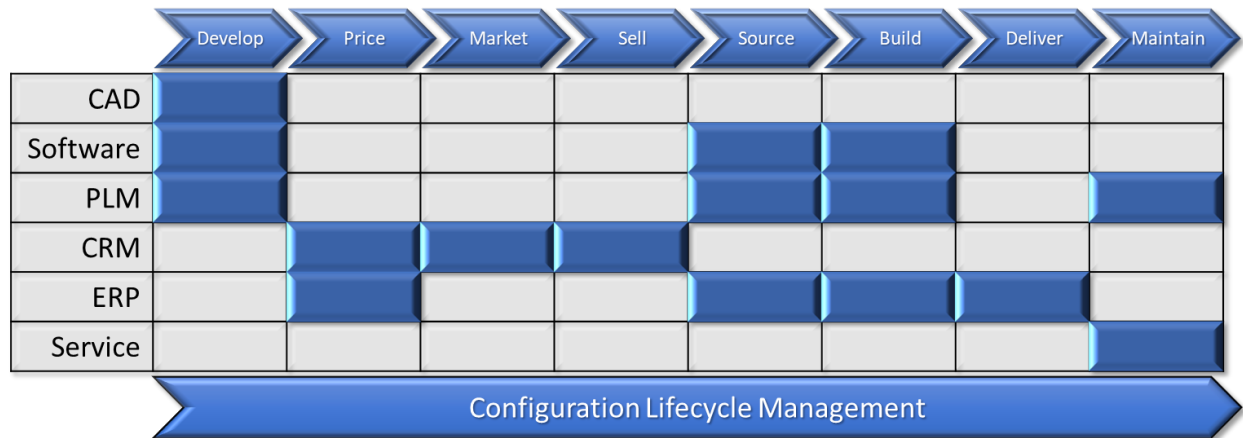 Develop Price Market Sell Source Build Deliver Maintain
CAD
Software
PLM
CRM
ERP
Service
Configuration Lifecycle Management